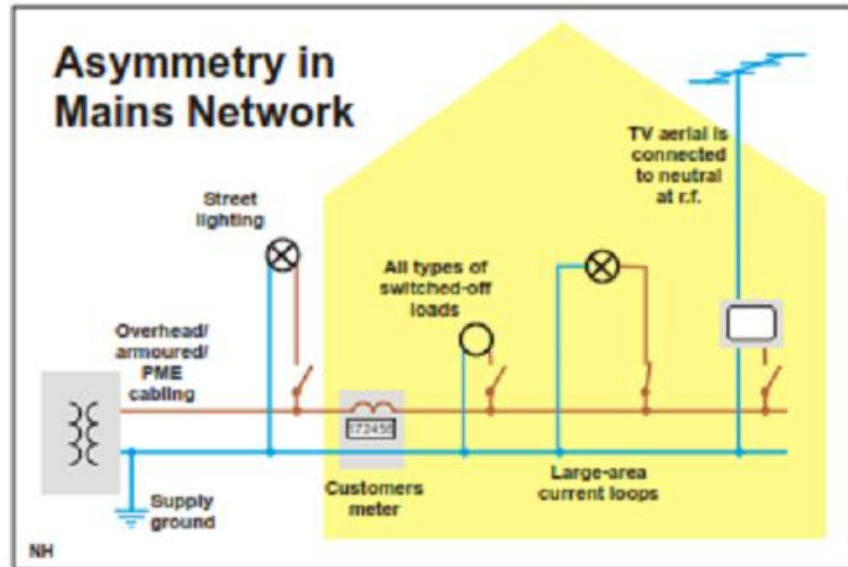 Asymmetry in
Mains Network
TV aerial is
connected
to neutral
at r.f.
Street
lighting
All types of
switched-off
loads
Overhead/
armoured/
PME
cabling
172456
Customers
meter
Large-area
current loops
Supply
ground
NH